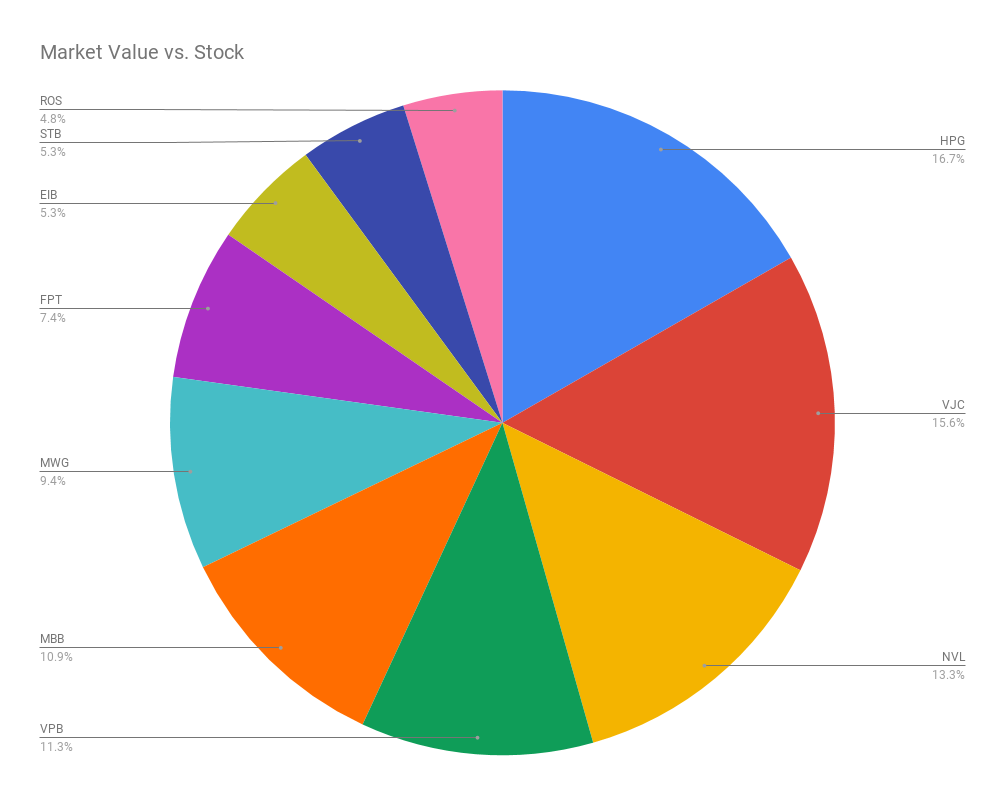 Market Value vs. Stock
ROS
4.8%
STB
5.3%
EIB
5.3%
FPT
7.4%
MWG
9.4%
MBB
10.9%
VPB
11.3%
HPG
16.7%
VJC
15.6%
NVL
13.3%